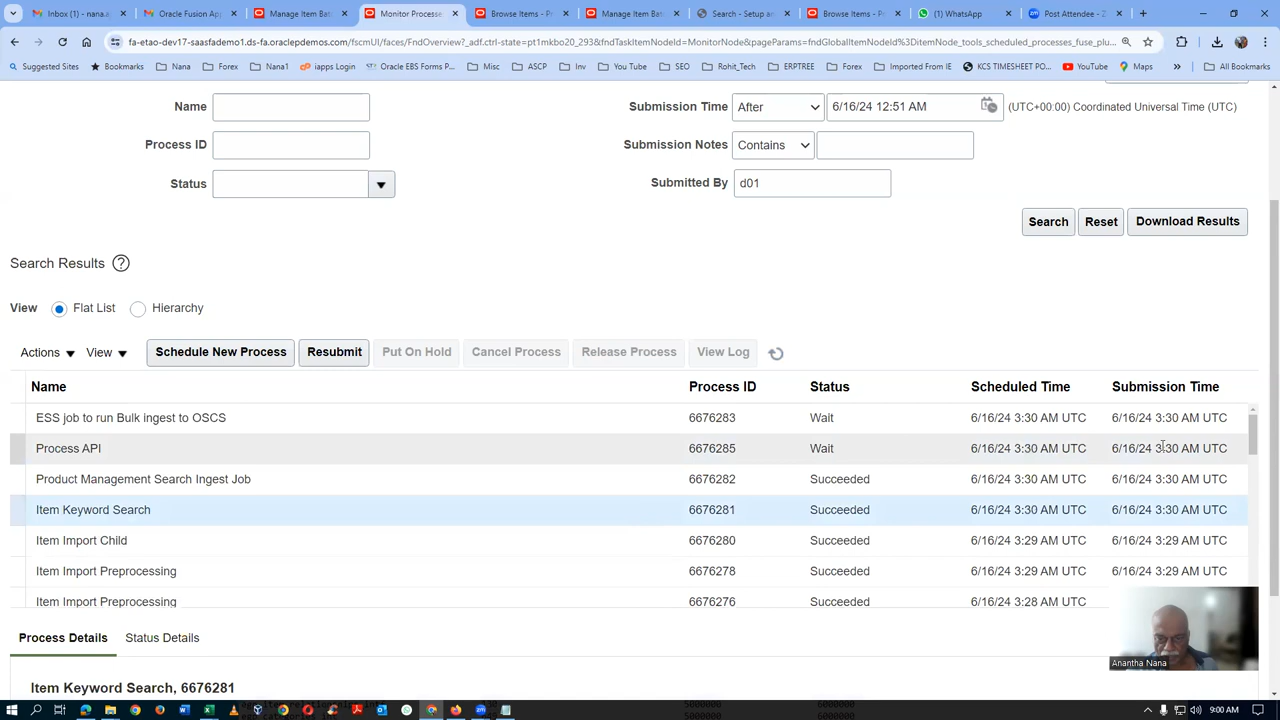 Inbox (1) - nana.a
Oracle Fusion App
Manage Item Batc
Monitor Processe
Browse Items - Pr
Manage Item Batc
Search - Setup an
Browse Items - Pr
(1) WhatsApp
Post Attendee - Z
fa-etao-dev17-saasfademo1.ds-fa.oraclepdemos.com/fscmUI/faces/FndOverview?_adf.ctrl-state=pt1mkbo20_293&fndTaskItemNodeId=MonitorNode&pageParams=fndGlobalItemNodeId%3DitemNode_tools_scheduled_processes_fuse_plu...
Suggested Sites
Bookmarks
Nana
Forex
Nana1
iapps Login
Oracle EBS Forms P...
Misc
ASCP
Inv
You Tube
SEO
Rohit_Tech
ERPTREE
Forex
Imported From IE
KCS TIMESHEET PO...
YouTube
Maps
»
All Bookmarks
Name
Submission Time After 6/16/24 12:51 AM (UTC+00:00) Coordinated Universal Time (UTC)
Process ID
Submission Notes Contains
Status
Submitted By d01
Search Reset Download Results
Search Results ?
View Flat List Hierarchy
Actions View Schedule New Process Resubmit Put On Hold Cancel Process Release Process View Log
Name Process ID Status Scheduled Time Submission Time
ESS job to run Bulk ingest to OSCS 6676283 Wait 6/16/24 3:30 AM UTC 6/16/24 3:30 AM UTC
Process API 6676285 Wait 6/16/24 3:30 AM UTC 6/16/24 3:30 AM UTC
Product Management Search Ingest Job 6676282 Succeeded 6/16/24 3:30 AM UTC 6/16/24 3:30 AM UTC
Item Keyword Search 6676281 Succeeded 6/16/24 3:30 AM UTC 6/16/24 3:30 AM UTC
Item Import Child 6676280 Succeeded 6/16/24 3:29 AM UTC 6/16/24 3:29 AM UTC
Item Import Preprocessing 6676278 Succeeded 6/16/24 3:29 AM UTC 6/16/24 3:29 AM UTC
Item Import Preprocessing 6676276 Succeeded 6/16/24 3:28 AM UTC
Process Details Status Details
Anantha Nana
Item Keyword Search, 6676281
9:00 AM